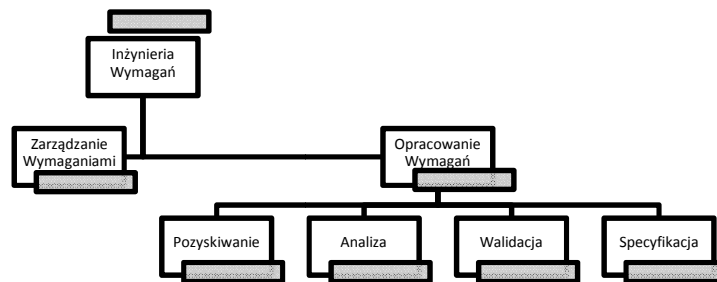 Inżynieria
Wymagań
Zarządzanie
Wymaganiami
Opracowanie
Wymagań
Pozyskiwanie
Analiza
Walidacja
Specyfikacja